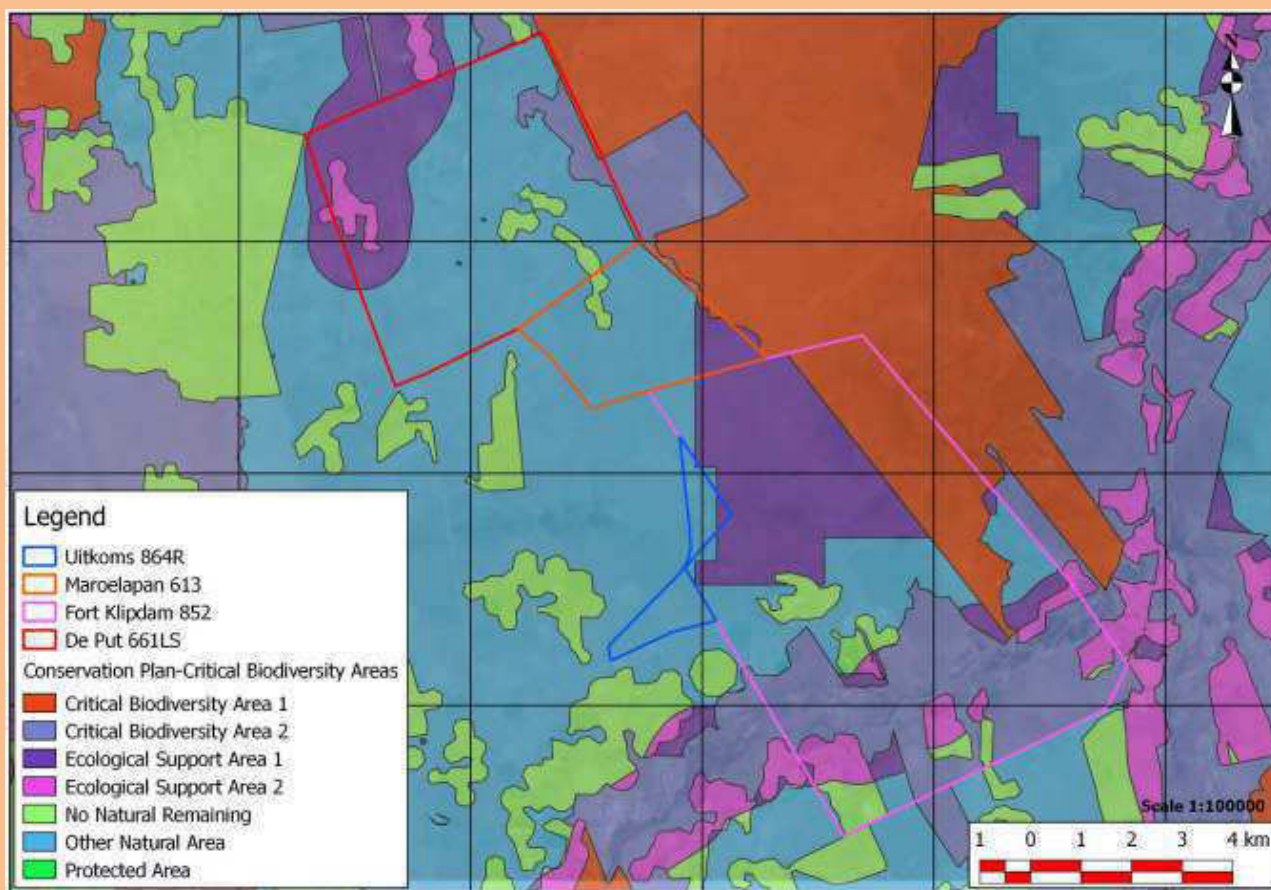 N
Legend
Uitkoms 864R
Maroelapan 613
Fort Klipdam 852
De Put 661LS
Conservation Plan-Critical Biodiversity Areas
Critical Biodiversity Area 1
Critical Biodiversity Area 2
Ecological Support Area 1
Ecological Support Area 2
No Natural Remaining
Other Natural Area
Protected Area
Scale 1:100000
1 0 1 2 3 4 km